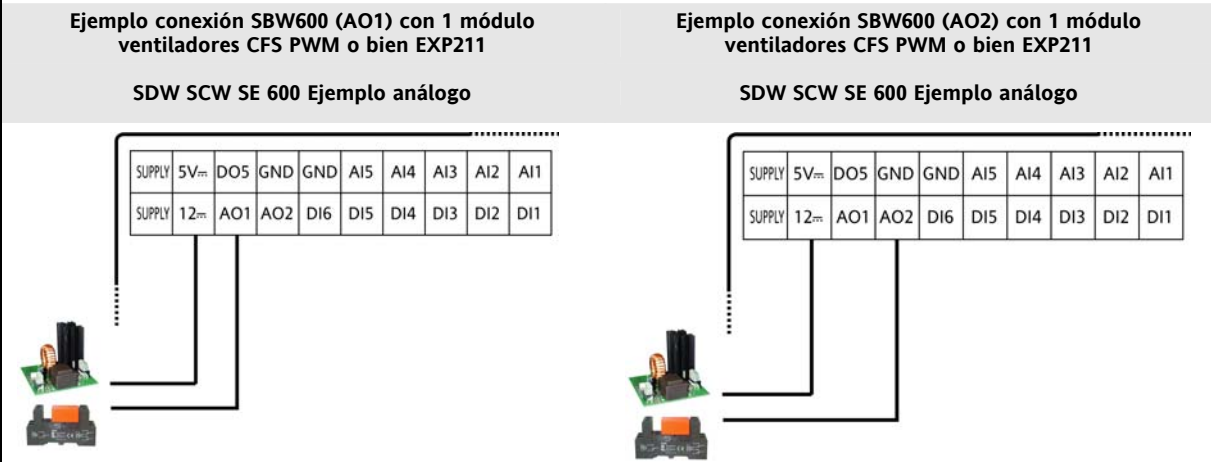 Ejemplo conexión SBW600 (AO1) con 1 módulo
ventiladores CFS PWM o bien EXP211
SDW SCW SE 600 Ejemplo análogo
SUPPLY 5V⎓ DO5 GND GND AI5 AI4 AI3 AI2 AI1
SUPPLY 12⎓ AO1 AO2 DI6 DI5 DI4 DI3 DI2 DI1
Ejemplo conexión SBW600 (AO2) con 1 módulo
ventiladores CFS PWM o bien EXP211
SDW SCW SE 600 Ejemplo análogo
SUPPLY 5V⎓ DO5 GND GND AI5 AI4 AI3 AI2 AI1
SUPPLY 12⎓ AO1 AO2 DI6 DI5 DI4 DI3 DI2 DI1